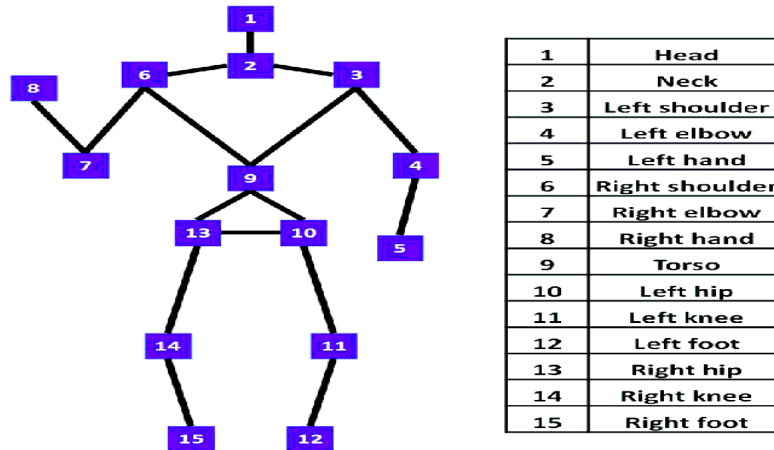 1
2
6
3
8
7
4
9
13
10
5
14
11
15
12
1 Head
2 Neck
3 Left shoulder
4 Left elbow
5 Left hand
6 Right shoulder
7 Right elbow
8 Right hand
9 Torso
10 Left hip
11 Left knee
12 Left foot
13 Right hip
14 Right knee
15 Right foot